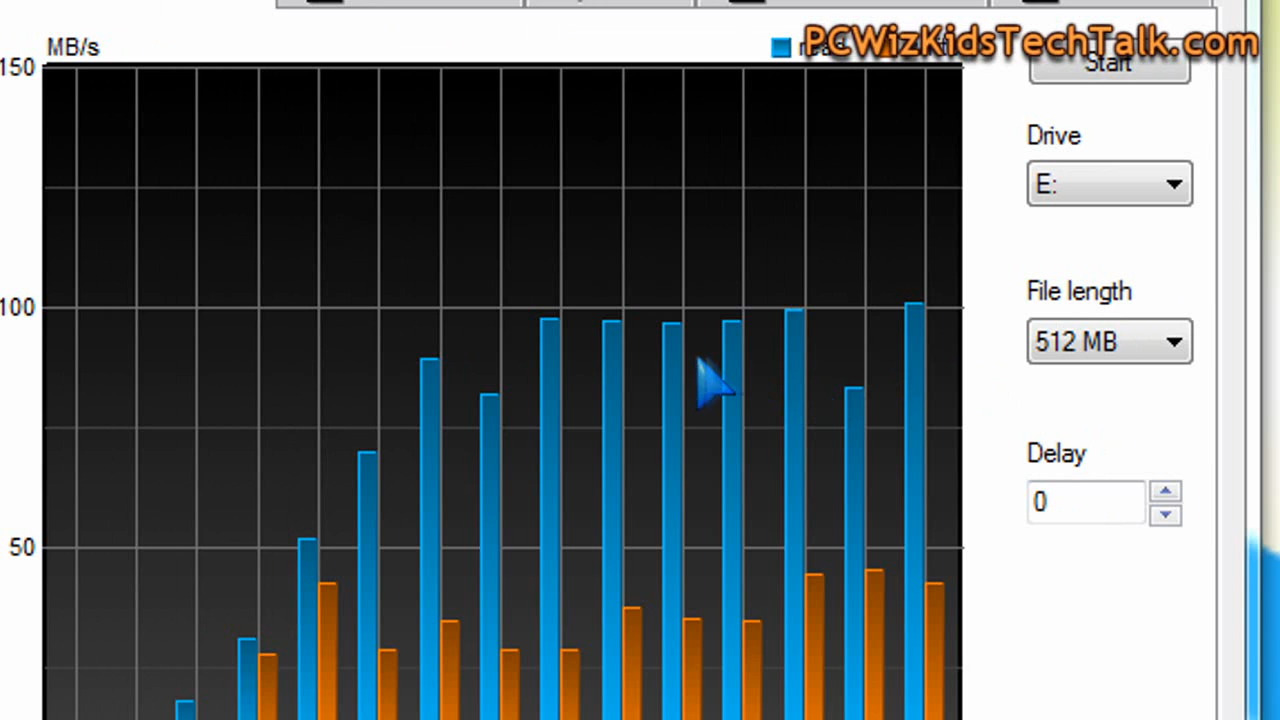 PCWizKidsTechTalk.com
MB/s
Start
150
Drive
E:
File length
100
512 MB
Delay
0
50